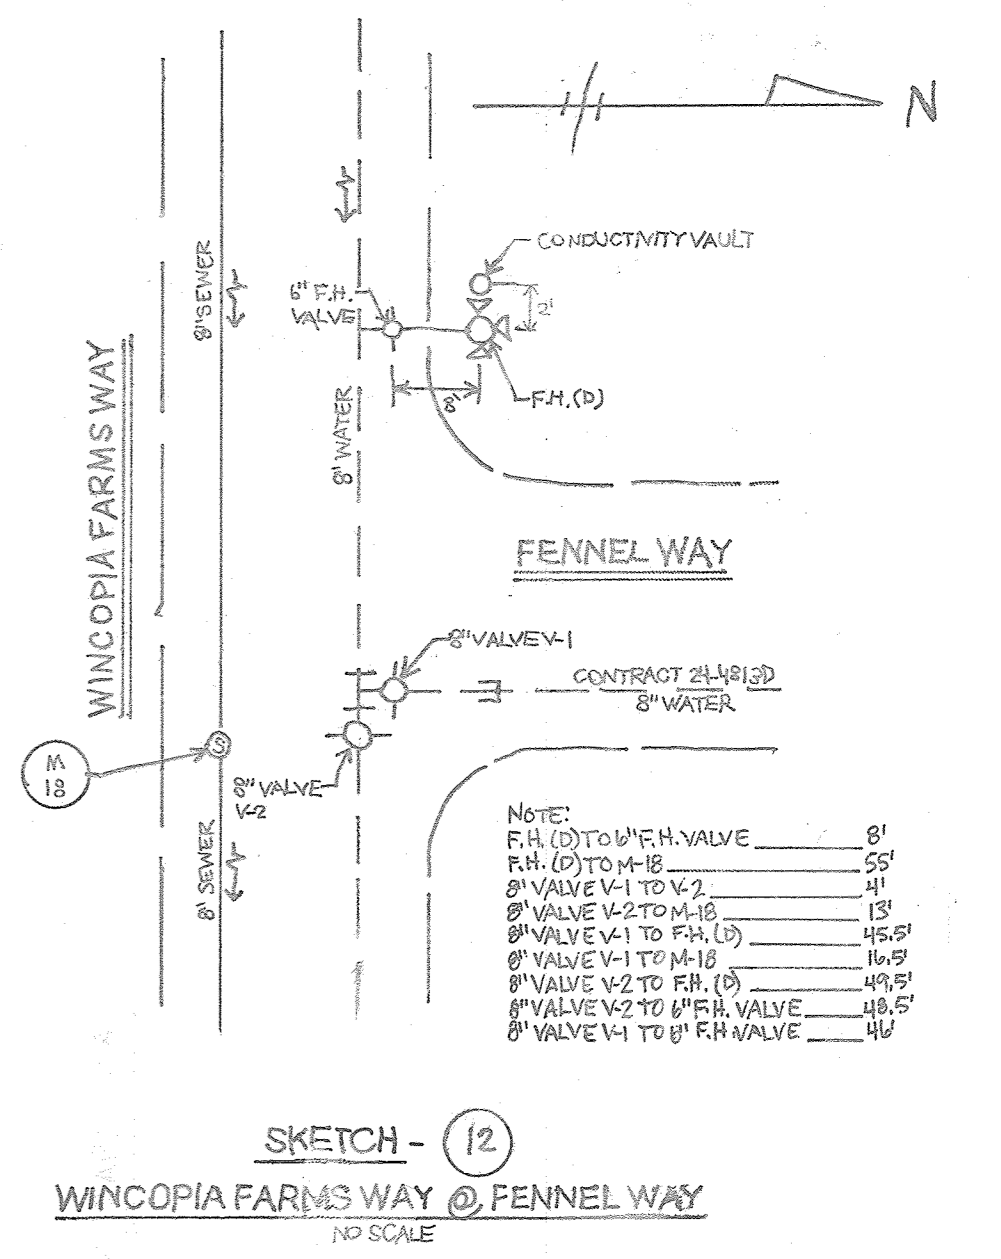 N
CONDUCTIVITY VAULT
6" F.H.
VALVE
2'
8"SEWER
8'
F.H.(D)
8" WATER
WINCOPIA FARMS WAY
FENNEL WAY
8" VALVE V-1
CONTRACT 24-4813D
8" WATER
S
M
18
8" VALVE
V-2
8" SEWER
NOTE:
F.H. (D) TO 6" F.H. VALVE 8'
F.H. (D) TO M-18 55'
8" VALVE V-1 TO V-2 4'
8" VALVE V-2 TO M-18 13'
8" VALVE V-1 TO F.H. (D) 45.5'
8" VALVE V-1 TO M-18 16.5'
8" VALVE V-2 TO F.H. (D) 49.5'
8" VALVE V-2 TO 6" F.H. VALVE 48.5'
8" VALVE V-1 TO 6" F.H VALVE 46'
SKETCH - 12
WINCOPIA FARMS WAY @ FENNEL WAY
NO SCALE